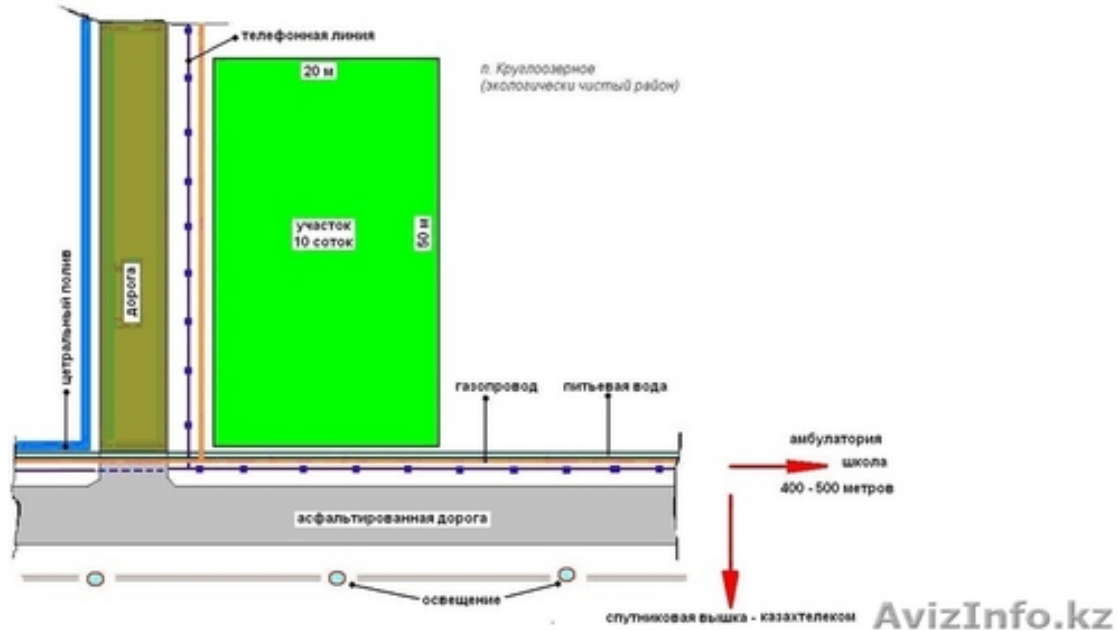 телефонная линия
20 м
п. Круглоозерное
(экологически чистый район)
участок
10 соток
50 м
дорога
цетральный полив
газопровод
питьевая вода
амбулатория
школа
400 - 500 метров
асфальтированная дорога
освещение
спутниковая вышка - казахтелеком
AvizInfo.kz